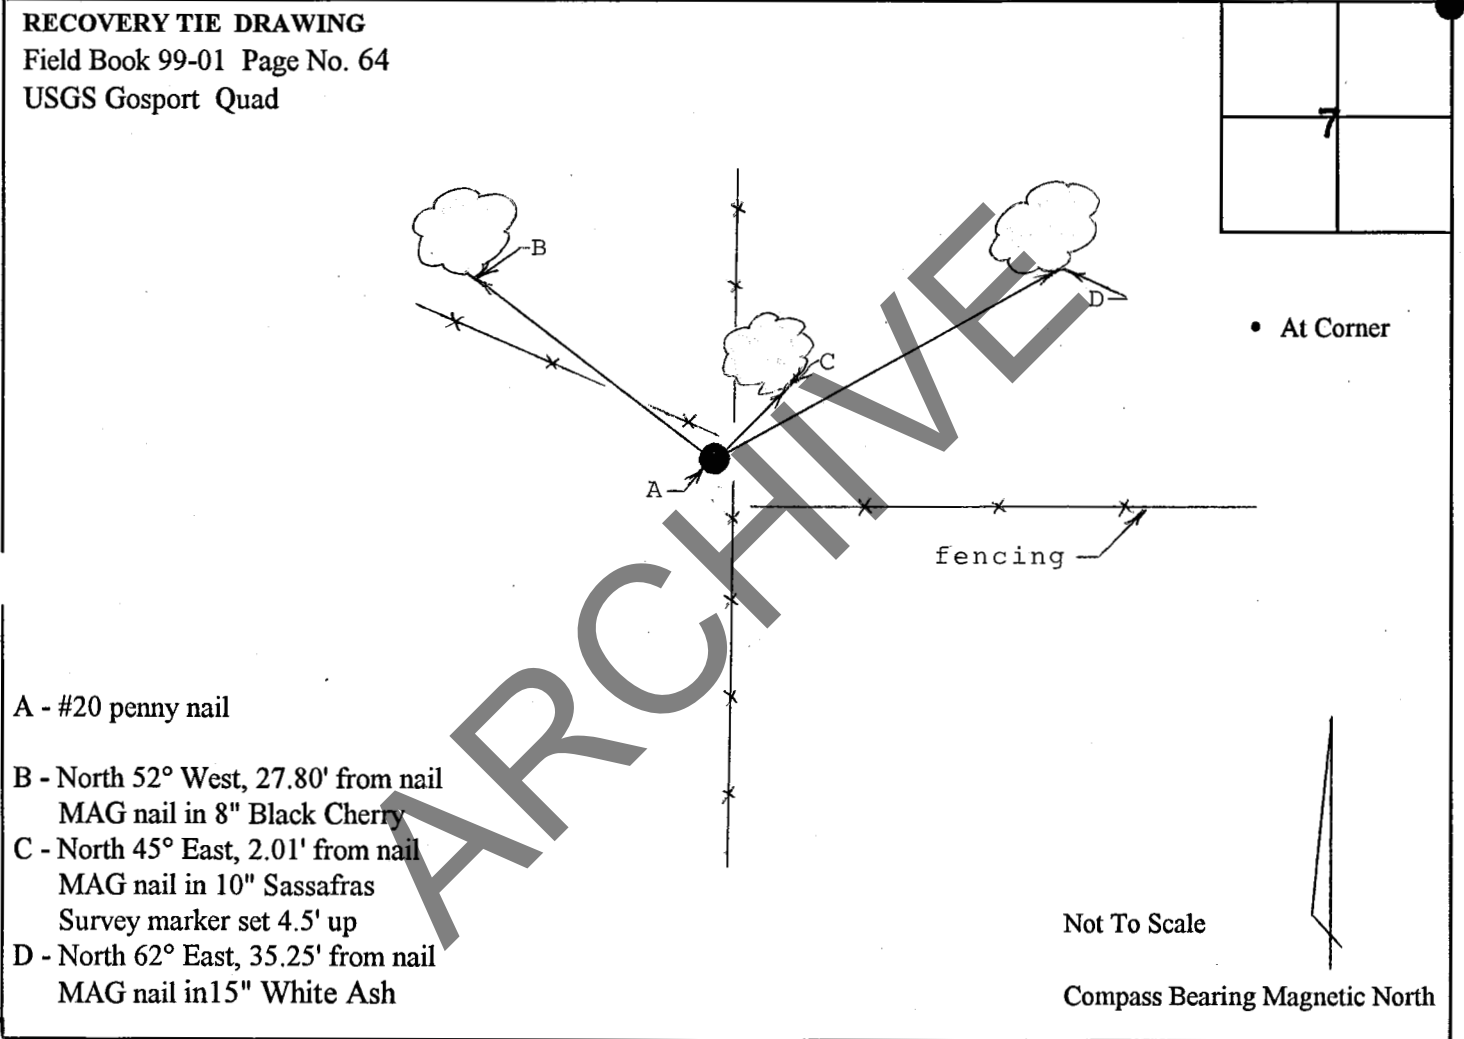 RECOVERY TIE DRAWING
Field Book 99-01 Page No. 64
USGS Gosport Quad
7
B
D
At Corner
C
A
fencing
ARCHIVE
A - #20 penny nail
B - North 52° West, 27.80' from nail
MAG nail in 8" Black Cherry
C - North 45° East, 2.01' from nail
MAG nail in 10" Sassafras
Survey marker set 4.5' up
D - North 62° East, 35.25' from nail
MAG nail in15" White Ash
Not To Scale
Compass Bearing Magnetic North